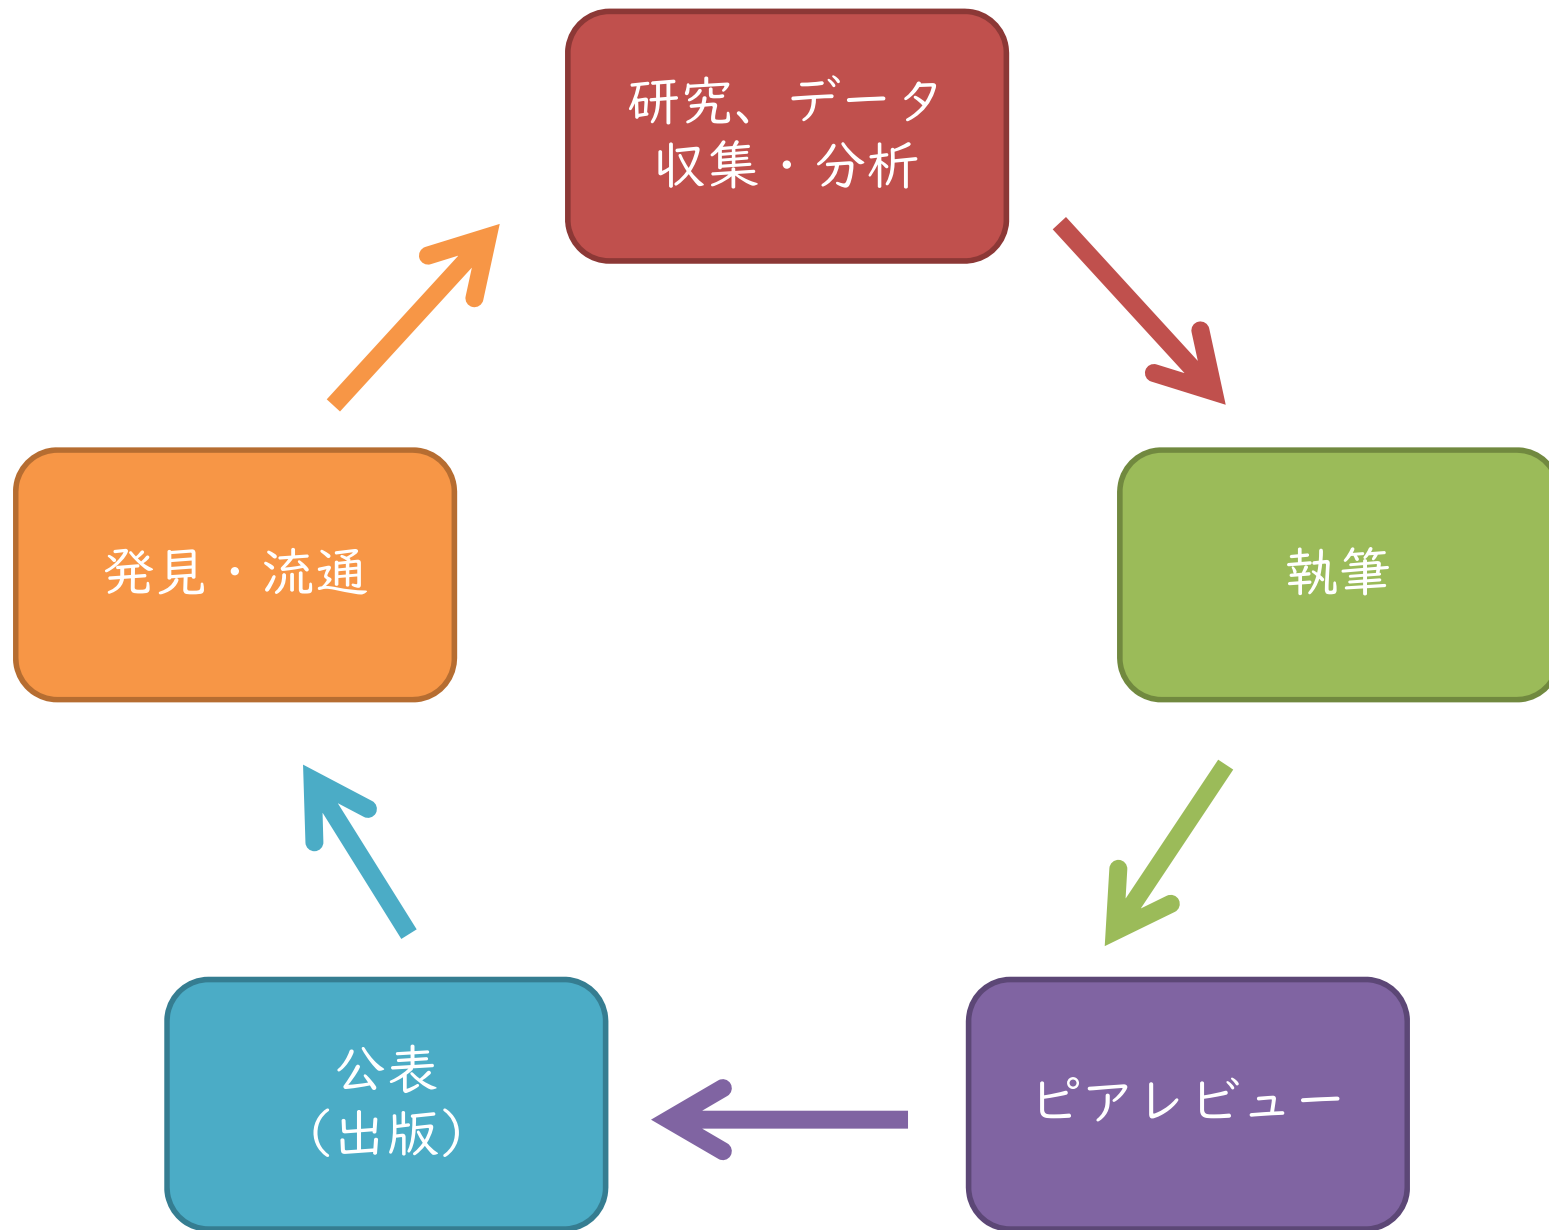 研究、データ
収集・分析
発見・流通
執筆
公表
（出版）
ピアレビュー